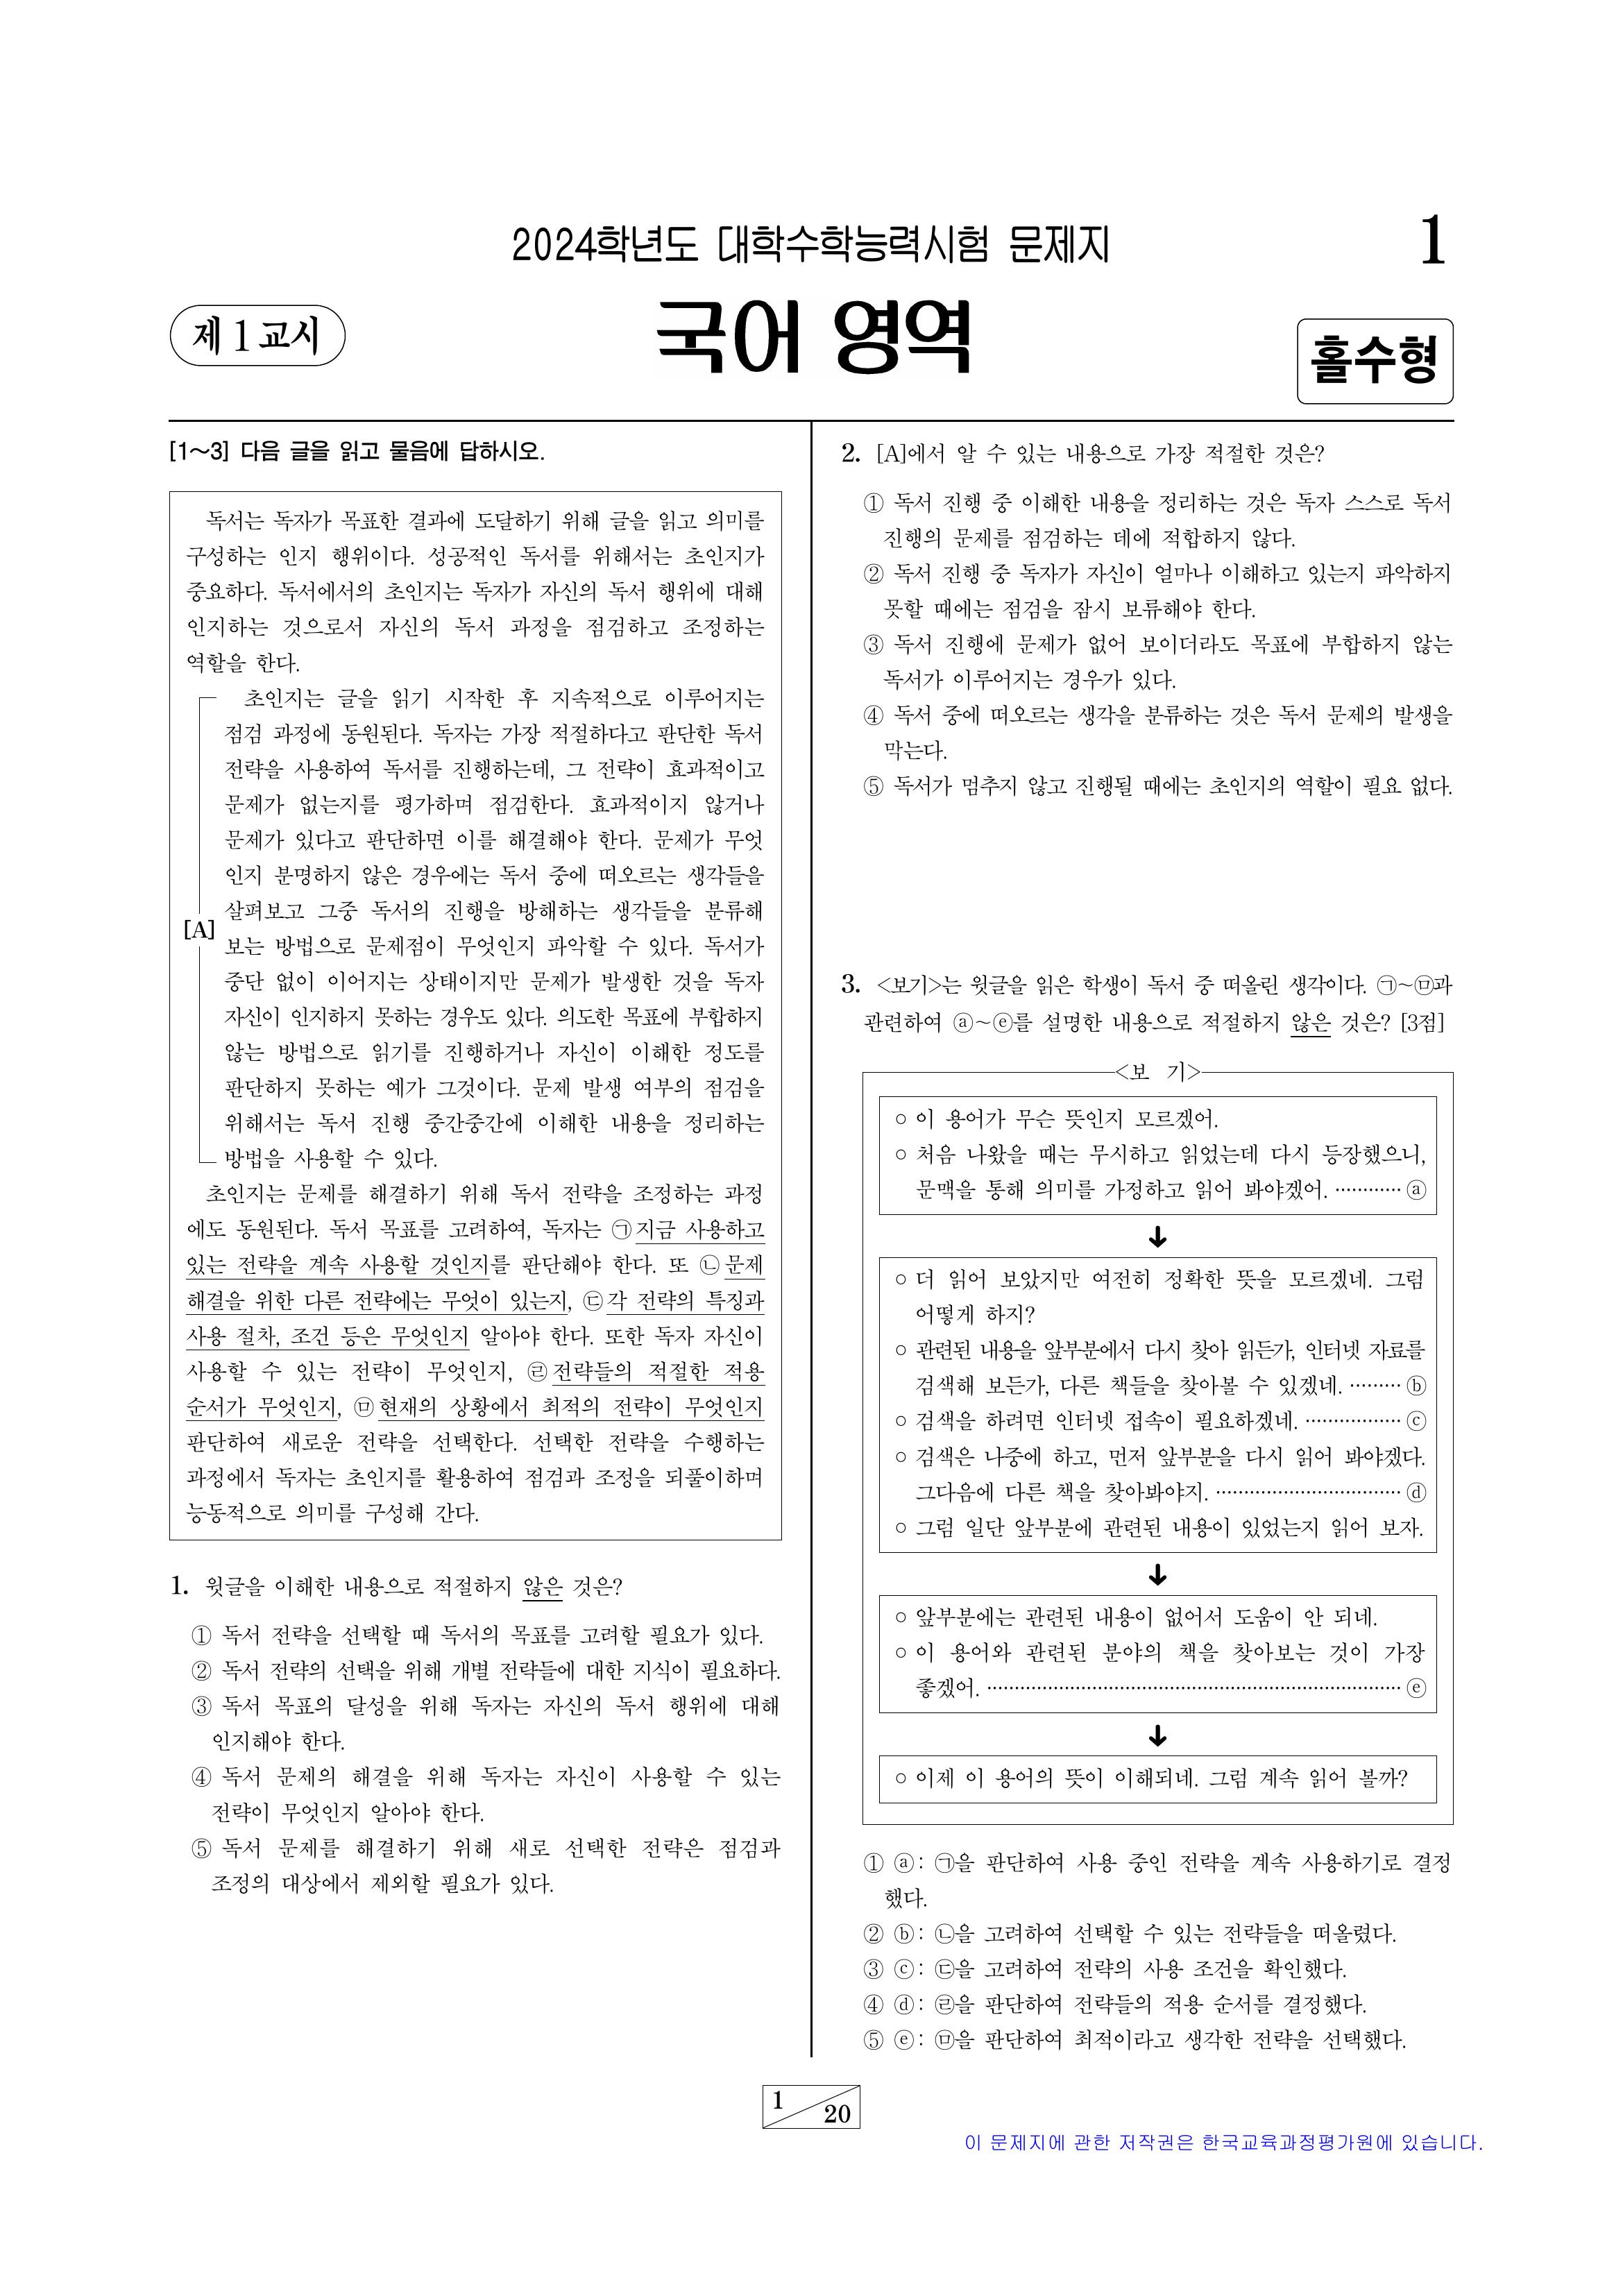 2024학년도 대학수학능력시험 문제지
1
제 1 교시
국어 영역
홀수형
[1～3] 다음 글을 읽고 물음에 답하시오.
독서는 독자가 목표한 결과에 도달하기 위해 글을 읽고 의미를
구성하는 인지 행위이다. 성공적인 독서를 위해서는 초인지가
중요하다. 독서에서의 초인지는 독자가 자신의 독서 행위에 대해
인지하는 것으로서 자신의 독서 과정을 점검하고 조정하는
역할을 한다.
초인지는 글을 읽기 시작한 후 지속적으로 이루어지는
점검 과정에 동원된다. 독자는 가장 적절하다고 판단한 독서
전략을 사용하여 독서를 진행하는데, 그 전략이 효과적이고
문제가 없는지를 평가하며 점검한다. 효과적이지 않거나
문제가 있다고 판단하면 이를 해결해야 한다. 문제가 무엇
인지 분명하지 않은 경우에는 독서 중에 떠오르는 생각들을
살펴보고 그중 독서의 진행을 방해하는 생각들을 분류해
[A]
보는 방법으로 문제점이 무엇인지 파악할 수 있다. 독서가
중단 없이 이어지는 상태이지만 문제가 발생한 것을 독자
자신이 인지하지 못하는 경우도 있다. 의도한 목표에 부합하지
않는 방법으로 읽기를 진행하거나 자신이 이해한 정도를
판단하지 못하는 예가 그것이다. 문제 발생 여부의 점검을
위해서는 독서 진행 중간중간에 이해한 내용을 정리하는
방법을 사용할 수 있다.
초인지는 문제를 해결하기 위해 독서 전략을 조정하는 과정
에도 동원된다. 독서 목표를 고려하여, 독자는 ㉠지금 사용하고
있는 전략을 계속 사용할 것인지를 판단해야 한다. 또 ㉡문제
해결을 위한 다른 전략에는 무엇이 있는지, ㉢각 전략의 특징과
사용 절차, 조건 등은 무엇인지 알아야 한다. 또한 독자 자신이
사용할 수 있는 전략이 무엇인지, ㉣전략들의 적절한 적용
순서가 무엇인지, ㉤현재의 상황에서 최적의 전략이 무엇인지
판단하여 새로운 전략을 선택한다. 선택한 전략을 수행하는
과정에서 독자는 초인지를 활용하여 점검과 조정을 되풀이하며
능동적으로 의미를 구성해 간다.
1. 윗글을 이해한 내용으로 적절하지 않은 것은?
① 독서 전략을 선택할 때 독서의 목표를 고려할 필요가 있다.
② 독서 전략의 선택을 위해 개별 전략들에 대한 지식이 필요하다.
③ 독서 목표의 달성을 위해 독자는 자신의 독서 행위에 대해
인지해야 한다.
④ 독서 문제의 해결을 위해 독자는 자신이 사용할 수 있는
전략이 무엇인지 알아야 한다.
⑤ 독서 문제를 해결하기 위해 새로 선택한 전략은 점검과
조정의 대상에서 제외할 필요가 있다.
2. [A]에서 알 수 있는 내용으로 가장 적절한 것은?
① 독서 진행 중 이해한 내용을 정리하는 것은 독자 스스로 독서
진행의 문제를 점검하는 데에 적합하지 않다.
② 독서 진행 중 독자가 자신이 얼마나 이해하고 있는지 파악하지
못할 때에는 점검을 잠시 보류해야 한다.
③ 독서 진행에 문제가 없어 보이더라도 목표에 부합하지 않는
독서가 이루어지는 경우가 있다.
④ 독서 중에 떠오르는 생각을 분류하는 것은 독서 문제의 발생을
막는다.
⑤ 독서가 멈추지 않고 진행될 때에는 초인지의 역할이 필요 없다.
3. <보기>는 윗글을 읽은 학생이 독서 중 떠올린 생각이다. ㉠～㉤과
관련하여 ⓐ～ⓔ를 설명한 내용으로 적절하지 않은 것은? [3점]
<보 기>
○ 이 용어가 무슨 뜻인지 모르겠어.
○ 처음 나왔을 때는 무시하고 읽었는데 다시 등장했으니,
문맥을 통해 의미를 가정하고 읽어 봐야겠어. ………… ⓐ
↓
○ 더 읽어 보았지만 여전히 정확한 뜻을 모르겠네. 그럼
어떻게 하지?
○ 관련된 내용을 앞부분에서 다시 찾아 읽든가, 인터넷 자료를
검색해 보든가, 다른 책들을 찾아볼 수 있겠네. ……… ⓑ
○ 검색을 하려면 인터넷 접속이 필요하겠네. …………… ⓒ
○ 검색은 나중에 하고, 먼저 앞부분을 다시 읽어 봐야겠다.
그다음에 다른 책을 찾아봐야지. …………………………… ⓓ
○ 그럼 일단 앞부분에 관련된 내용이 있었는지 읽어 보자.
↓
○ 앞부분에는 관련된 내용이 없어서 도움이 안 되네.
○ 이 용어와 관련된 분야의 책을 찾아보는 것이 가장
좋겠어. ………………………………………………………………… ⓔ
↓
○ 이제 이 용어의 뜻이 이해되네. 그럼 계속 읽어 볼까?
① ⓐ: ㉠을 판단하여 사용 중인 전략을 계속 사용하기로 결정
했다.
② ⓑ: ㉡을 고려하여 선택할 수 있는 전략들을 떠올렸다.
③ ⓒ: ㉢을 고려하여 전략의 사용 조건을 확인했다.
④ ⓓ: ㉣을 판단하여 전략들의 적용 순서를 결정했다.
⑤ ⓔ: ㉤을 판단하여 최적이라고 생각한 전략을 선택했다.
1
20
이 문제지에 관한 저작권은 한국교육과정평가원에 있습니다.